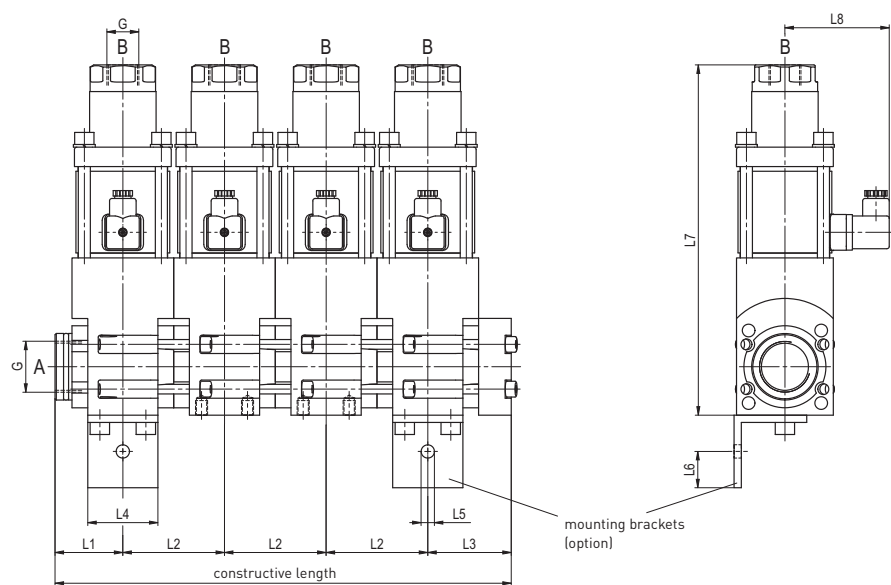 G
L8
B
B
B
B
B
L7
G
A
L6
L4
L5
mounting brackets
(option)
L1
L2
L2
L2
L3
constructive length